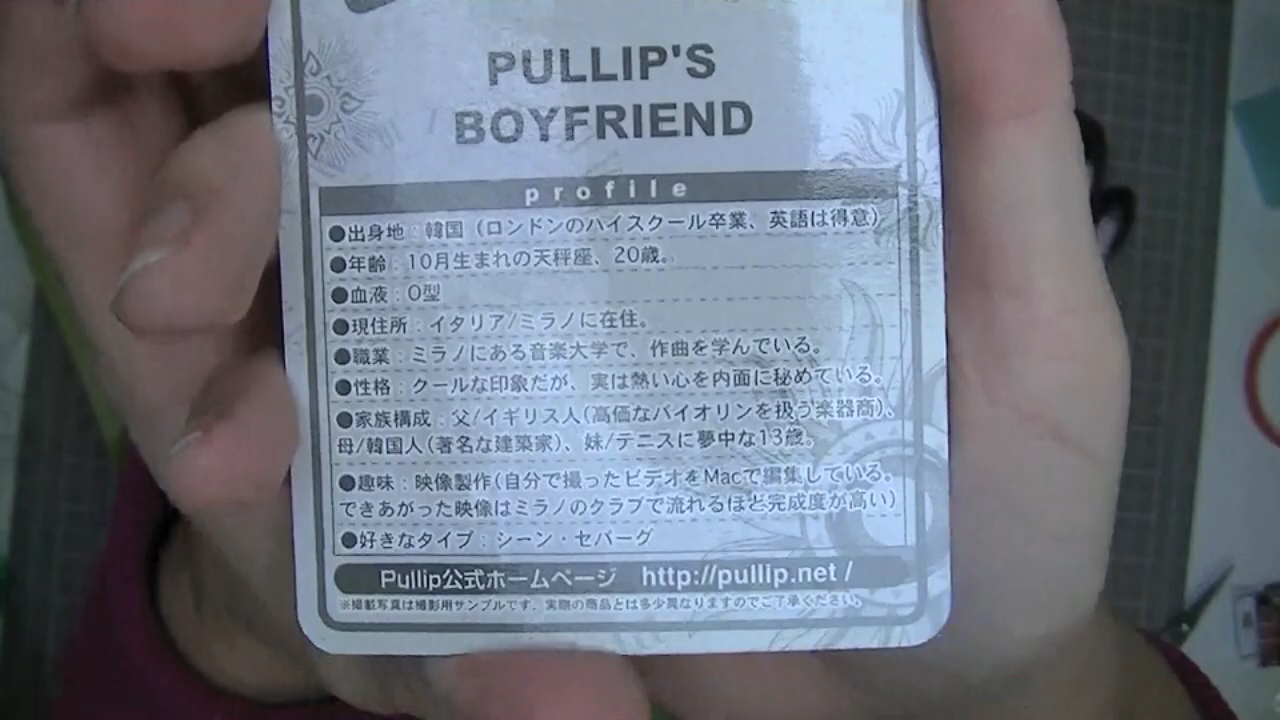 PULLIP'S
BOYFRIEND
profile
●出身地：韓国（ロンドンのハイスクール卒業、英語は得意）
●年齢：10月生まれの天秤座、20歳。
●血液：O型
●現住所：イタリア/ミラノに在住。
●職業：ミラノにある音楽大学で、作曲を学んでいる。
●性格：クールな印象だが、実は熱い心を内面に秘めている。
●家族構成：父/イギリス人（高価なバイオリンを扱う楽器商）、
母/韓国人（著名な建築家）、妹/テニスに夢中な13歳。
●趣味：映像製作（自分で撮ったビデオをMacで編集している。
できあがった映像はミラノのクラブで流れるほど完成度が高い）
●好きなタイプ：シーン・セバーグ
Pullip公式ホームページ　http://pullip.net /
※掲載写真は撮影用サンプルです。実際の商品とは多少異なりますのでご了承ください。